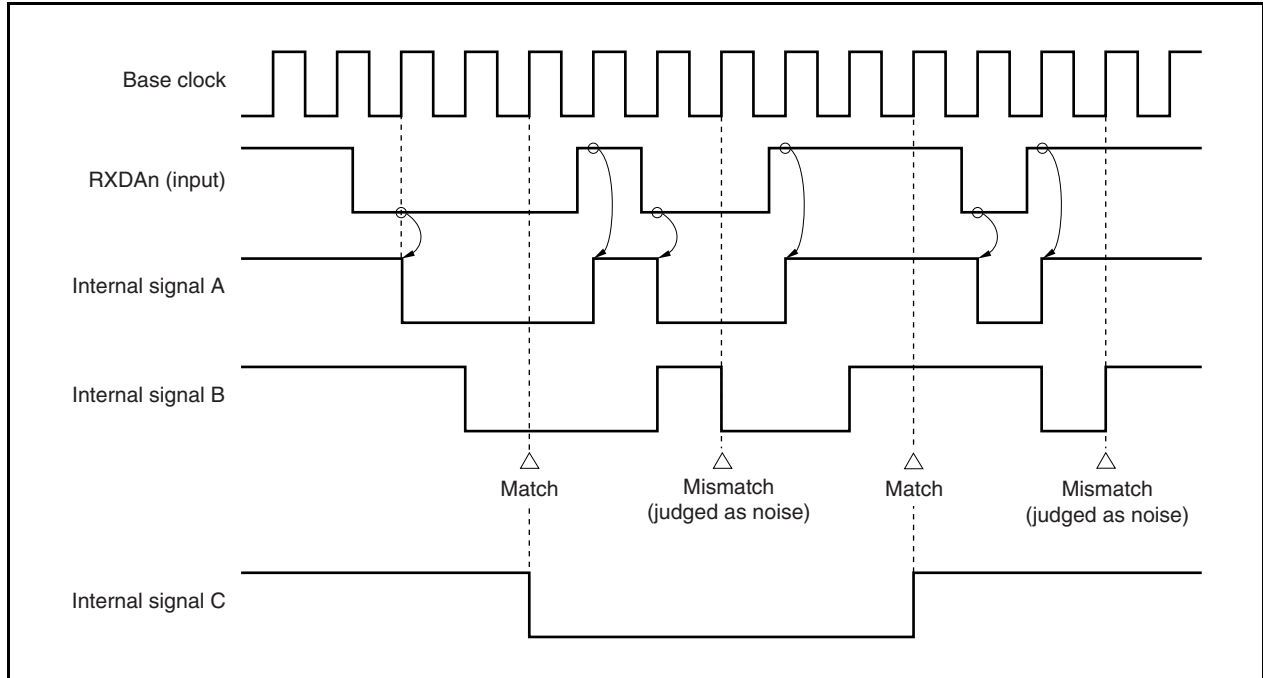 Base clock
RXDAn (input)
Internal signal A
Internal signal B
Match
Mismatch
(judged as noise)
Match
Mismatch
(judged as noise)
Internal signal C